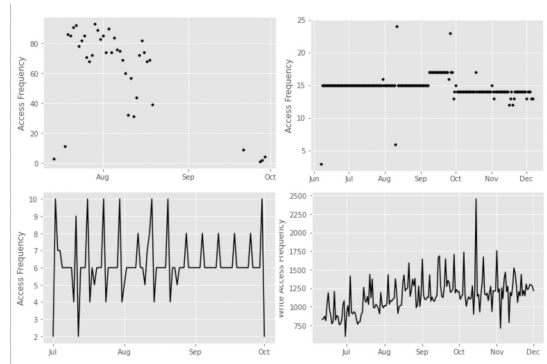 Access Frequency
80
60
40
20
0
Aug
Sep
Oct
Access Frequency
25
20
15
10
5
Jun
Jul
Aug
Sep
Oct
Nov
Dec
Access Frequency
10
9
8
7
6
5
4
3
2
Jul
Aug
Sep
Oct
Write Access Frequency
2500
2250
2000
1750
1500
1250
1000
750
Jul
Aug
Sep
Oct
Nov
Dec